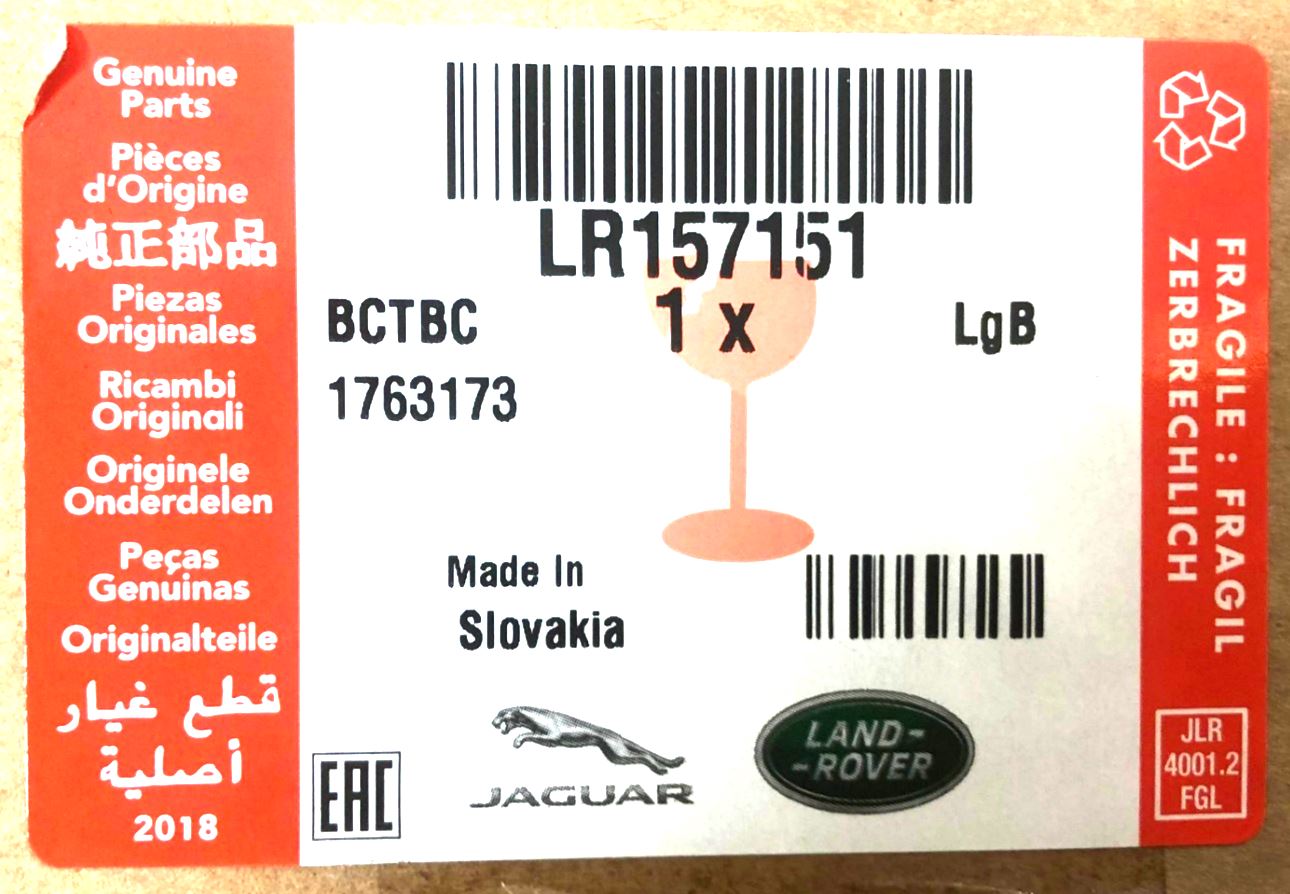 Genuine
Parts
Pièces
d'Origine
純正部品
Piezas
Originales
Ricambi
Originali
Originele
Onderdelen
Peças
Genuinas
Originalteile
قطع غيار
أصلية
2018
LR157151
1 x
BCTBC
LgB
1763173
Made In
Slovakia
EAC
JAGUAR
LAND-
-ROVER
FRAGILE : FRAGIL
ZERBRECHLICH
JLR
4001.2
FGL